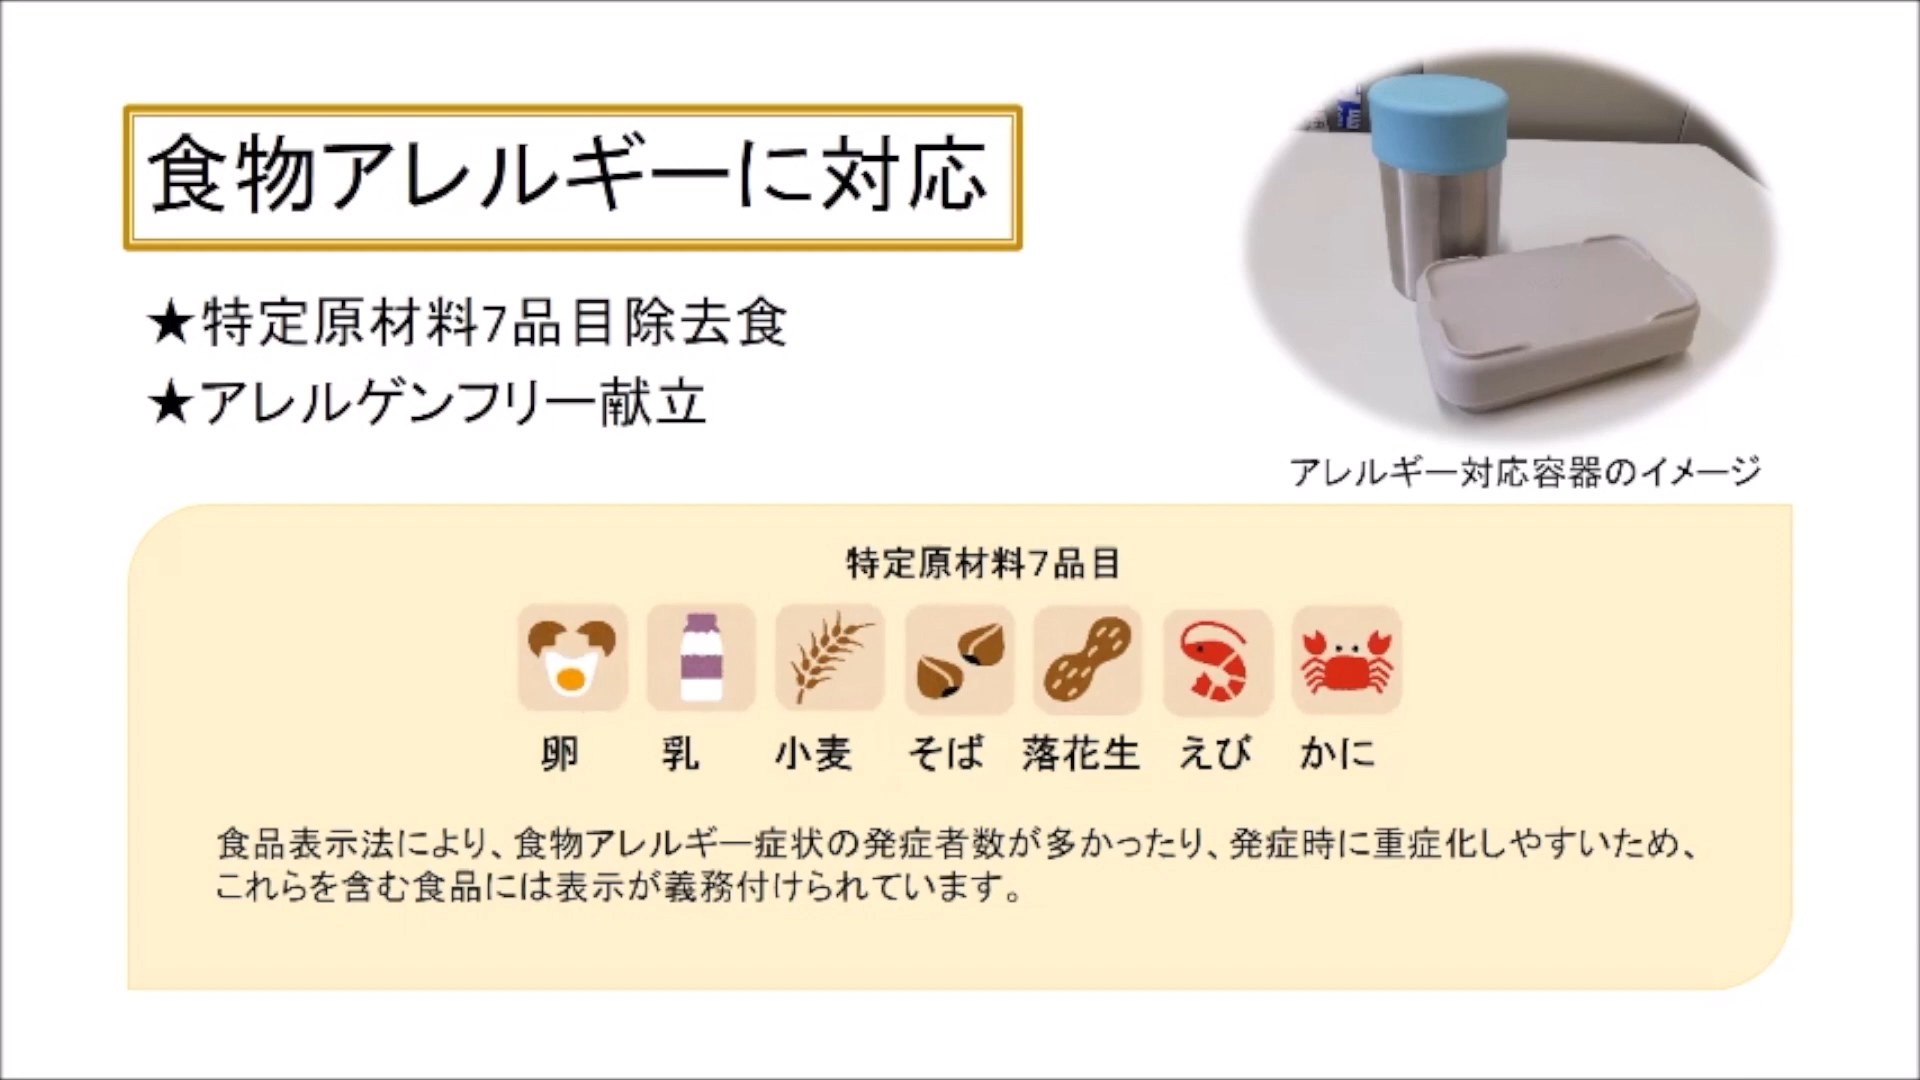 食物アレルギーに対応
★特定原材料7品目除去食
★アレルゲンフリー献立
アレルギー対応容器のイメージ
特定原材料7品目
卵 乳 小麦 そば 落花生 えび かに
食品表示法により、食物アレルギー症状の発症者数が多かったり、発症時に重症化しやすいため、
これらを含む食品には表示が義務付けられています。